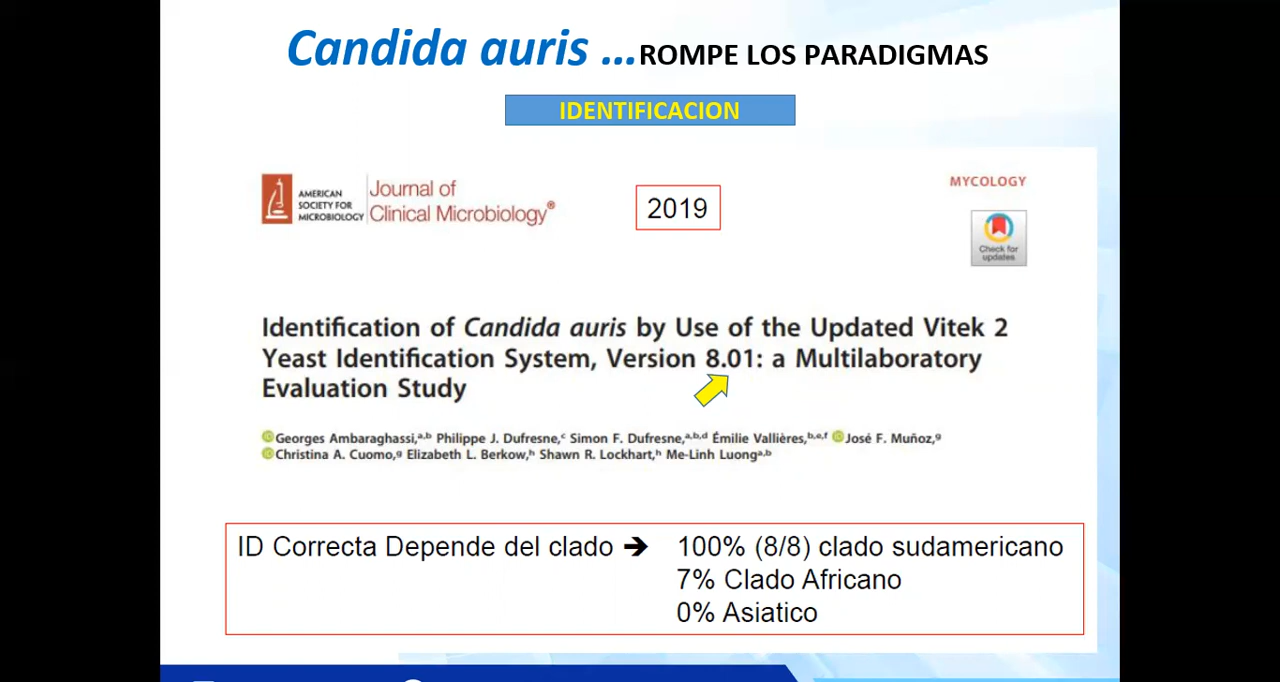 Candida auris ...ROMPE LOS PARADIGMAS
IDENTIFICACION
AMERICAN
SOCIETY FOR
MICROBIOLOGY
Journal of
Clinical Microbiology®
2019
MYCOLOGY
Check for
updates
Identification of Candida auris by Use of the Updated Vitek 2
Yeast Identification System, Version 8.01: a Multilaboratory
Evaluation Study
Georges Ambaraghassi,a,b Philippe J. Dufresne,c Simon F. Dufresne,a,b,d Émilie Vallières,b,e,f José F. Muñoz,g
Christina A. Cuomo,g Elizabeth L. Berkow,h Shawn R. Lockhart,h Me-Linh Luonga,b
ID Correcta Depende del clado ➔ 100% (8/8) clado sudamericano
7% Clado Africano
0% Asiatico